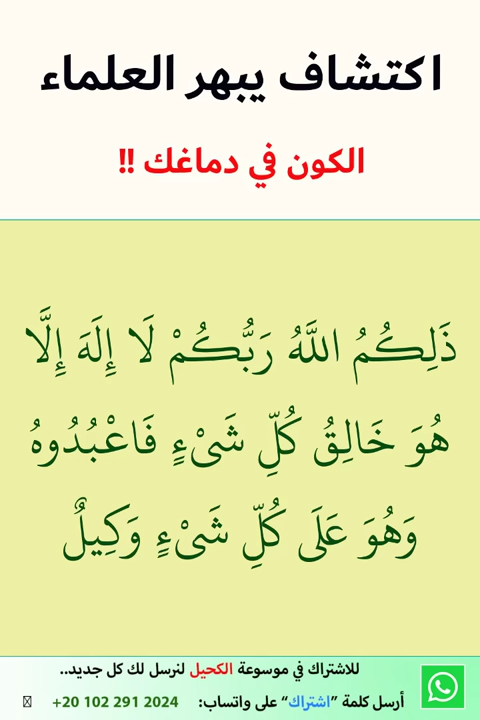 اكتشاف يبهر العلماء
الكون في دماغك !!
ذَلِكُمُ اللَّهُ رَبُّكُمْ لَا إِلَهَ إِلَّا
هُوَ خَالِقُ كُلِّ شَيْءٍ فَاعْبُدُوهُ
وَهُوَ عَلَى كُلِّ شَيْءٍ وَكِيلٌ
للاشتراك في موسوعة الكحيل لنرسل لك كل جديد..
أرسل كلمة ”اشتراك“ على واتساب: +20 102 291 2024